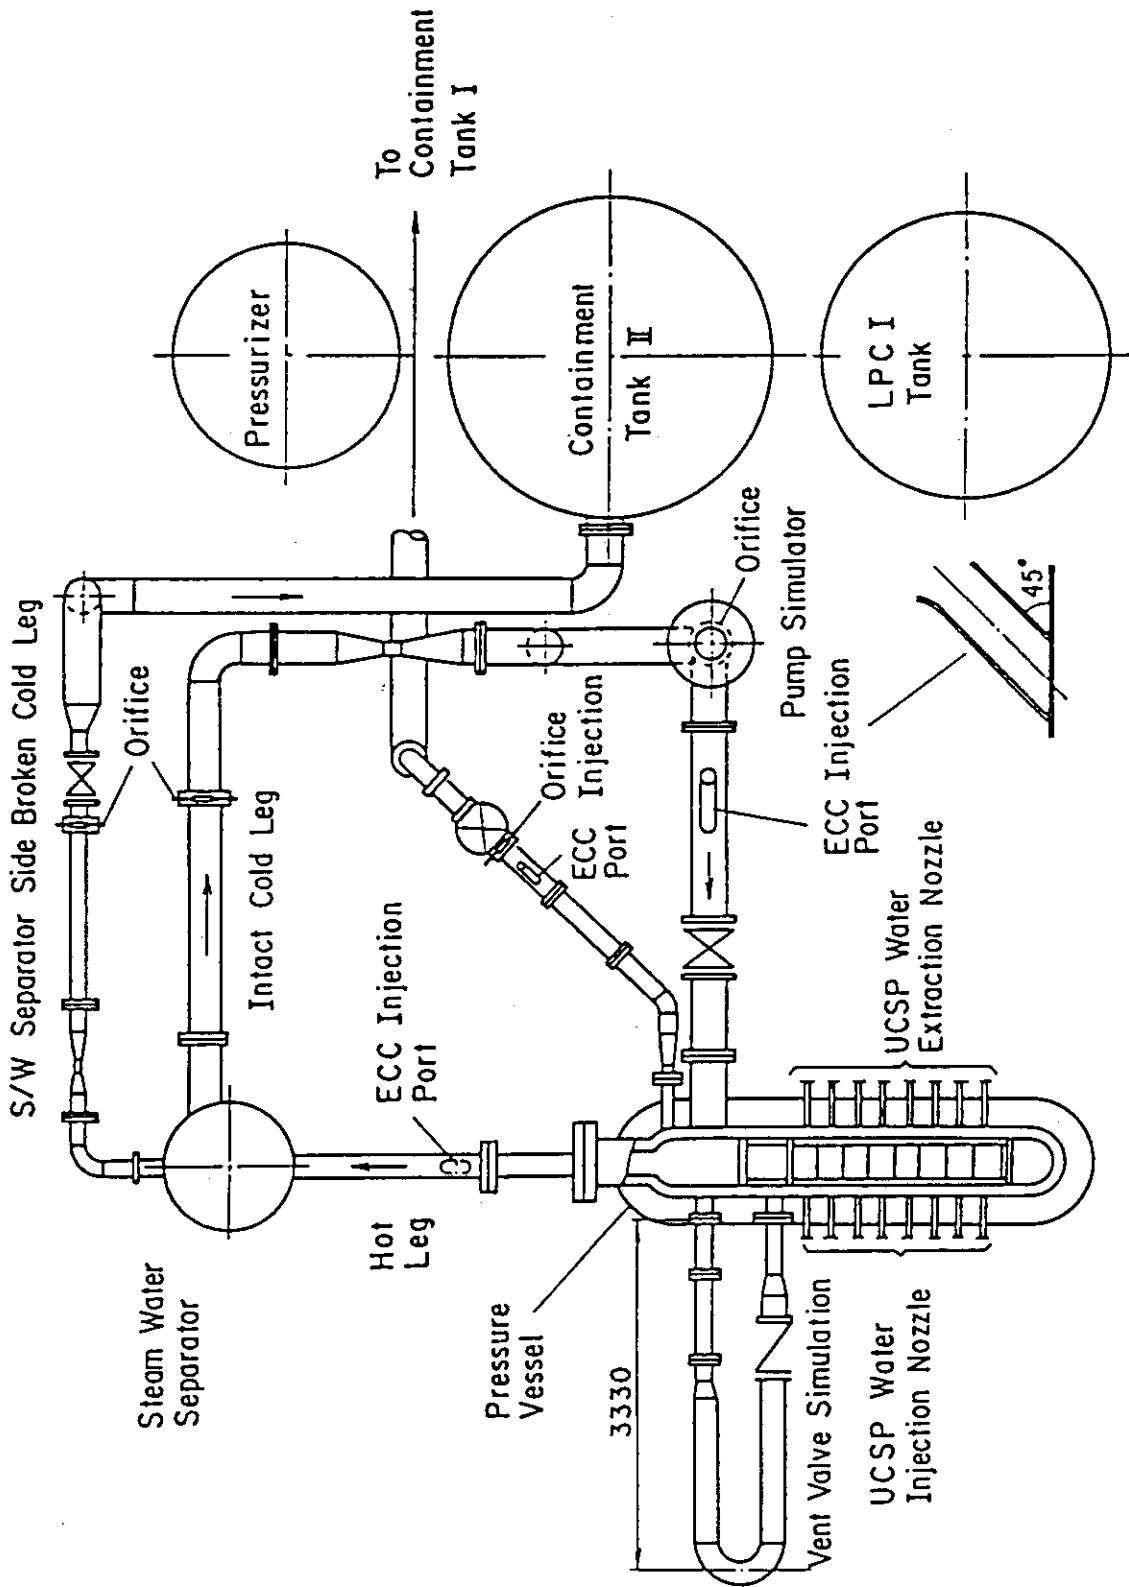 S/W Separator Side Broken Cold Leg
Orifice
Intact Cold Leg
Steam Water
Separator
Hot
Leg
ECC Injection
Port
Pressure
Vessel
3330
Vent Valve Simulation
UCSP Water
Injection Nozzle
UCSP Water
Extraction Nozzle
Orifice
ECC Injection
Port
ECC Injection
Port
Pump Simulator
Orifice
45°
To
Containment
Tank I
Pressurizer
Containment
Tank II
LPCI
Tank